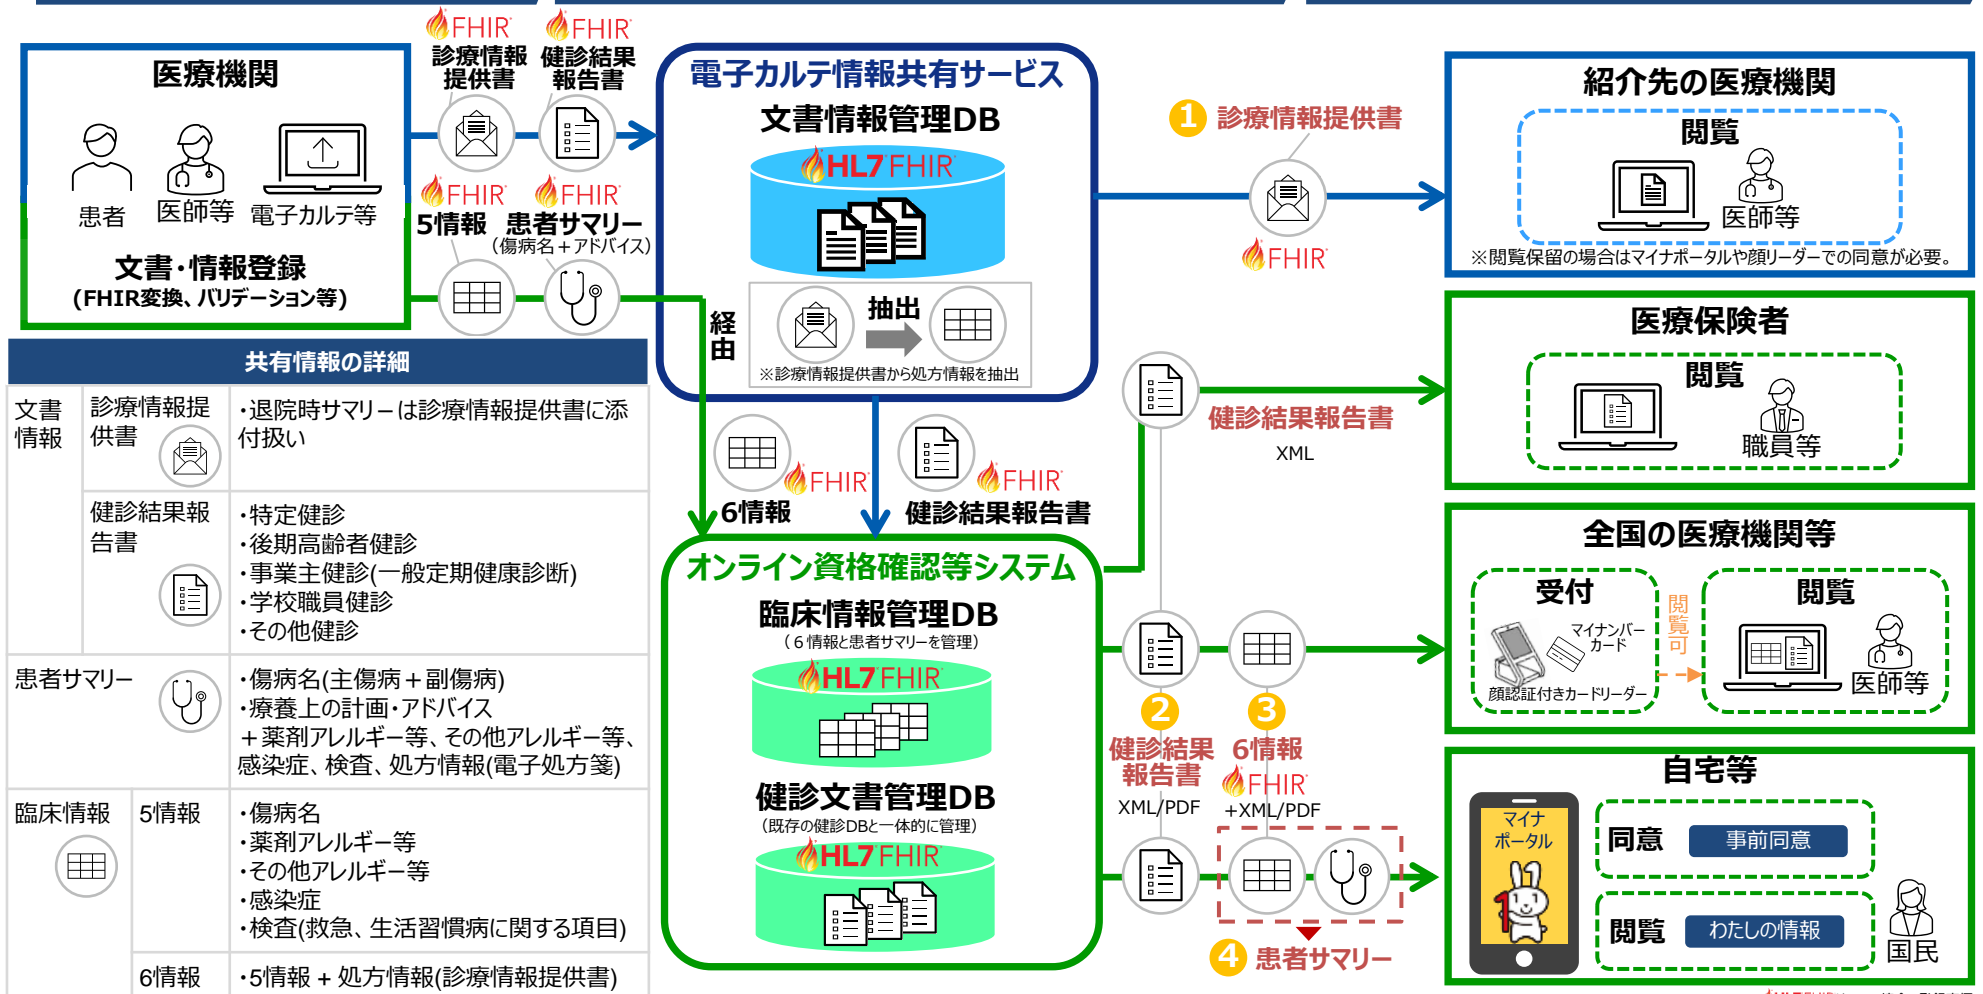 FHIR
FHIR
診療情報
提供書
健診結果
報告書
医療機関
患者
医師等
電子カルテ等
文書・情報登録
(FHIR変換、バリデーション等)
FHIR
FHIR
5情報
患者サマリー
(傷病名＋アドバイス)
電子カルテ情報共有サービス
文書情報管理DB
HL7 FHIR
抽出
※診療情報提供書から処方情報を抽出
経由
1 診療情報提供書
FHIR
紹介先の医療機関
閲覧
医師等
※閲覧保留の場合はマイナポータルや顔リーダーでの同意が必要。
医療保険者
閲覧
職員等
健診結果報告書
XML
FHIR
6情報
FHIR
健診結果報告書
オンライン資格確認等システム
臨床情報管理DB
(６情報と患者サマリーを管理)
HL7 FHIR
健診文書管理DB
(既存の健診DBと一体的に管理)
HL7 FHIR
全国の医療機関等
受付
マイナンバー
カード
顔認証付きカードリーダー
閲覧可
閲覧
医師等
2
健診結果
報告書
XML/PDF
3
6情報
FHIR
+XML/PDF
4 患者サマリー
自宅等
マイナ
ポータル
同意
事前同意
閲覧
わたしの情報
国民
共有情報の詳細
文書
情報
診療情報提
供書
・退院時サマリーは診療情報提供書に添
付扱い
健診結果報
告書
・特定健診
・後期高齢者健診
・事業主健診(一般定期健康診断)
・学校職員健診
・その他健診
患者サマリー
・傷病名(主傷病＋副傷病)
・療養上の計画・アドバイス
＋薬剤アレルギー等、その他アレルギー等、
感染症、検査、処方情報(電子処方箋)
臨床情報
5情報
・傷病名
・薬剤アレルギー等
・その他アレルギー等
・感染症
・検査(救急、生活習慣病に関する項目)
6情報
・5情報 + 処方情報(診療情報提供書)